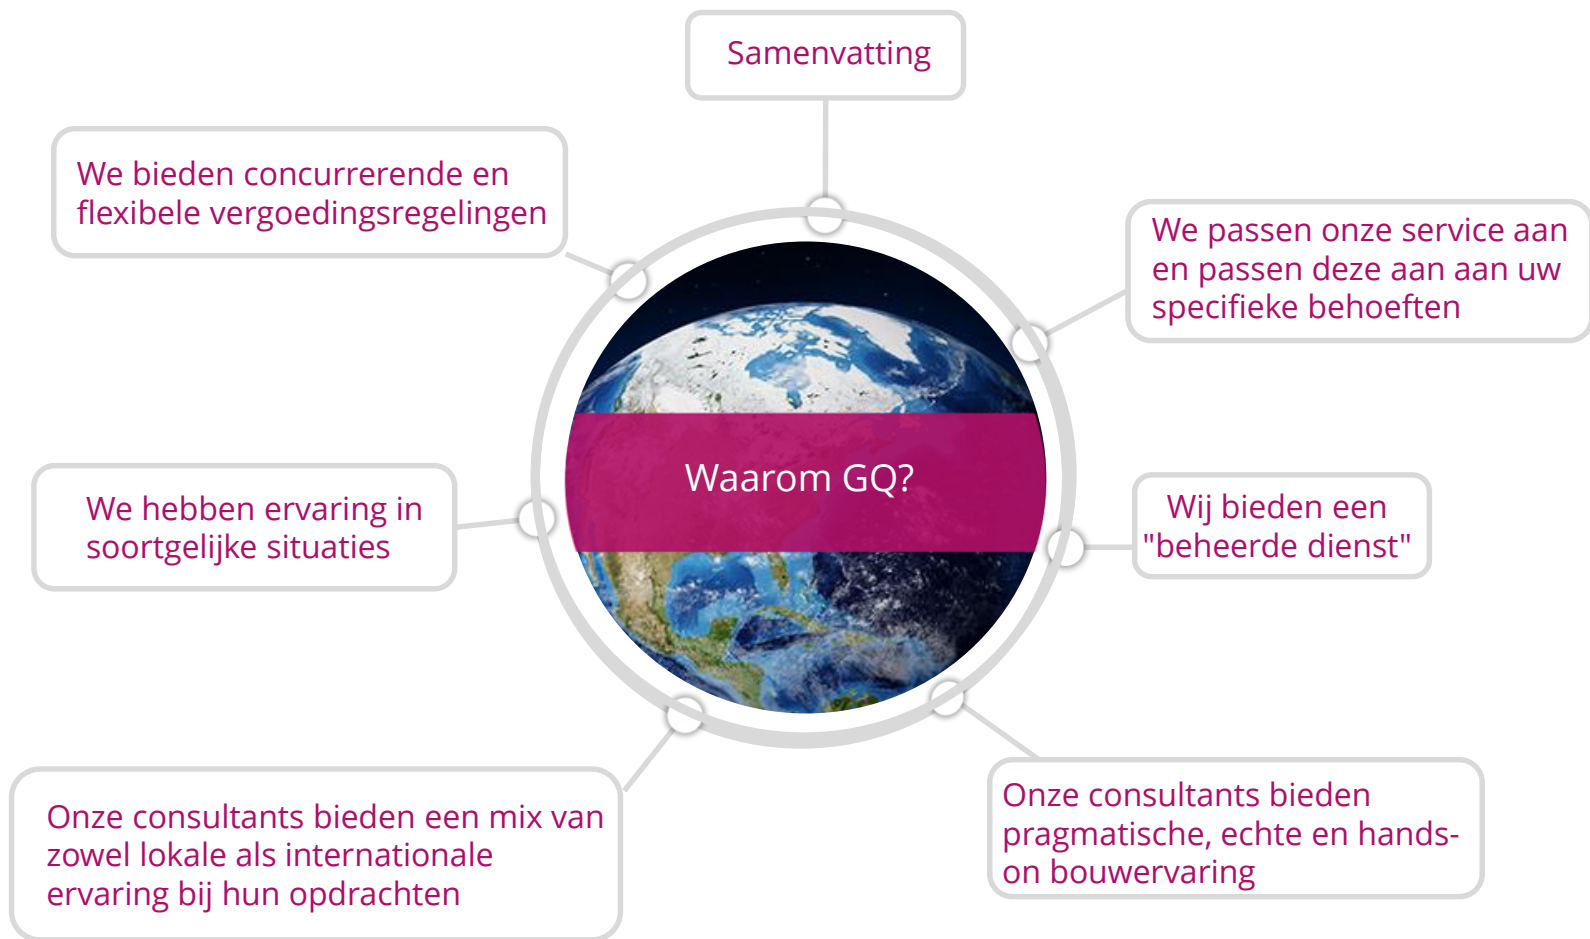 Samenvatting
We bieden concurrerende en
flexibele vergoedingsregelingen
We passen onze service aan
en passen deze aan aan uw
specifieke behoeften
Waarom GQ?
We hebben ervaring in
soortgelijke situaties
Wij bieden een
"beheerde dienst"
Onze consultants bieden een mix van
zowel lokale als internationale
ervaring bij hun opdrachten
Onze consultants bieden
pragmatische, echte en hands-
on bouwervaring